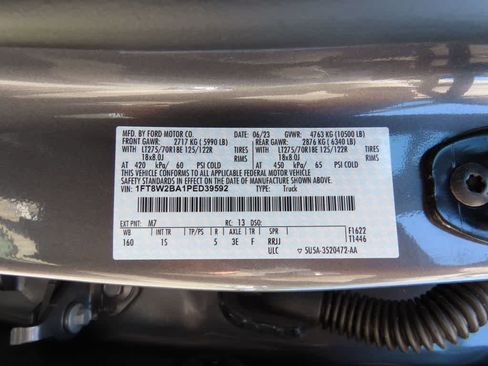 MFD. BY FORD MOTOR CO. 06/23 GVWR: 4763 KG (10500 LB)
FRONT GAWR: 2717 KG (5990 LB) REAR GAWR: 2876 KG (6340 LB)
WITH LT275/70R18E 125/122R TIRES WITH LT275/70R18E 125/122R TIRES
18x8.0J RIMS 18x8.0J RIMS
AT 420 kPa/ 60 PSI COLD AT 450 kPa/ 65 PSI COLD
THIS VEHICLE CONFORMS TO ALL APPLICABLE FEDERAL MOTOR VEHICLE
SAFETY STANDARDS IN EFFECT ON THE DATE OF MANUFACTURE SHOWN ABOVE.
VIN: 1FT8W2BA1PED39592 TYPE: Truck
EXT PNT: M7 RC: 13 DSO:
WB INT TR TP/PS R AXLE TR SPR F1622
160 IS 5 3E F RRJJ T1446
ULC ▽ 5U5A-3520472-AA